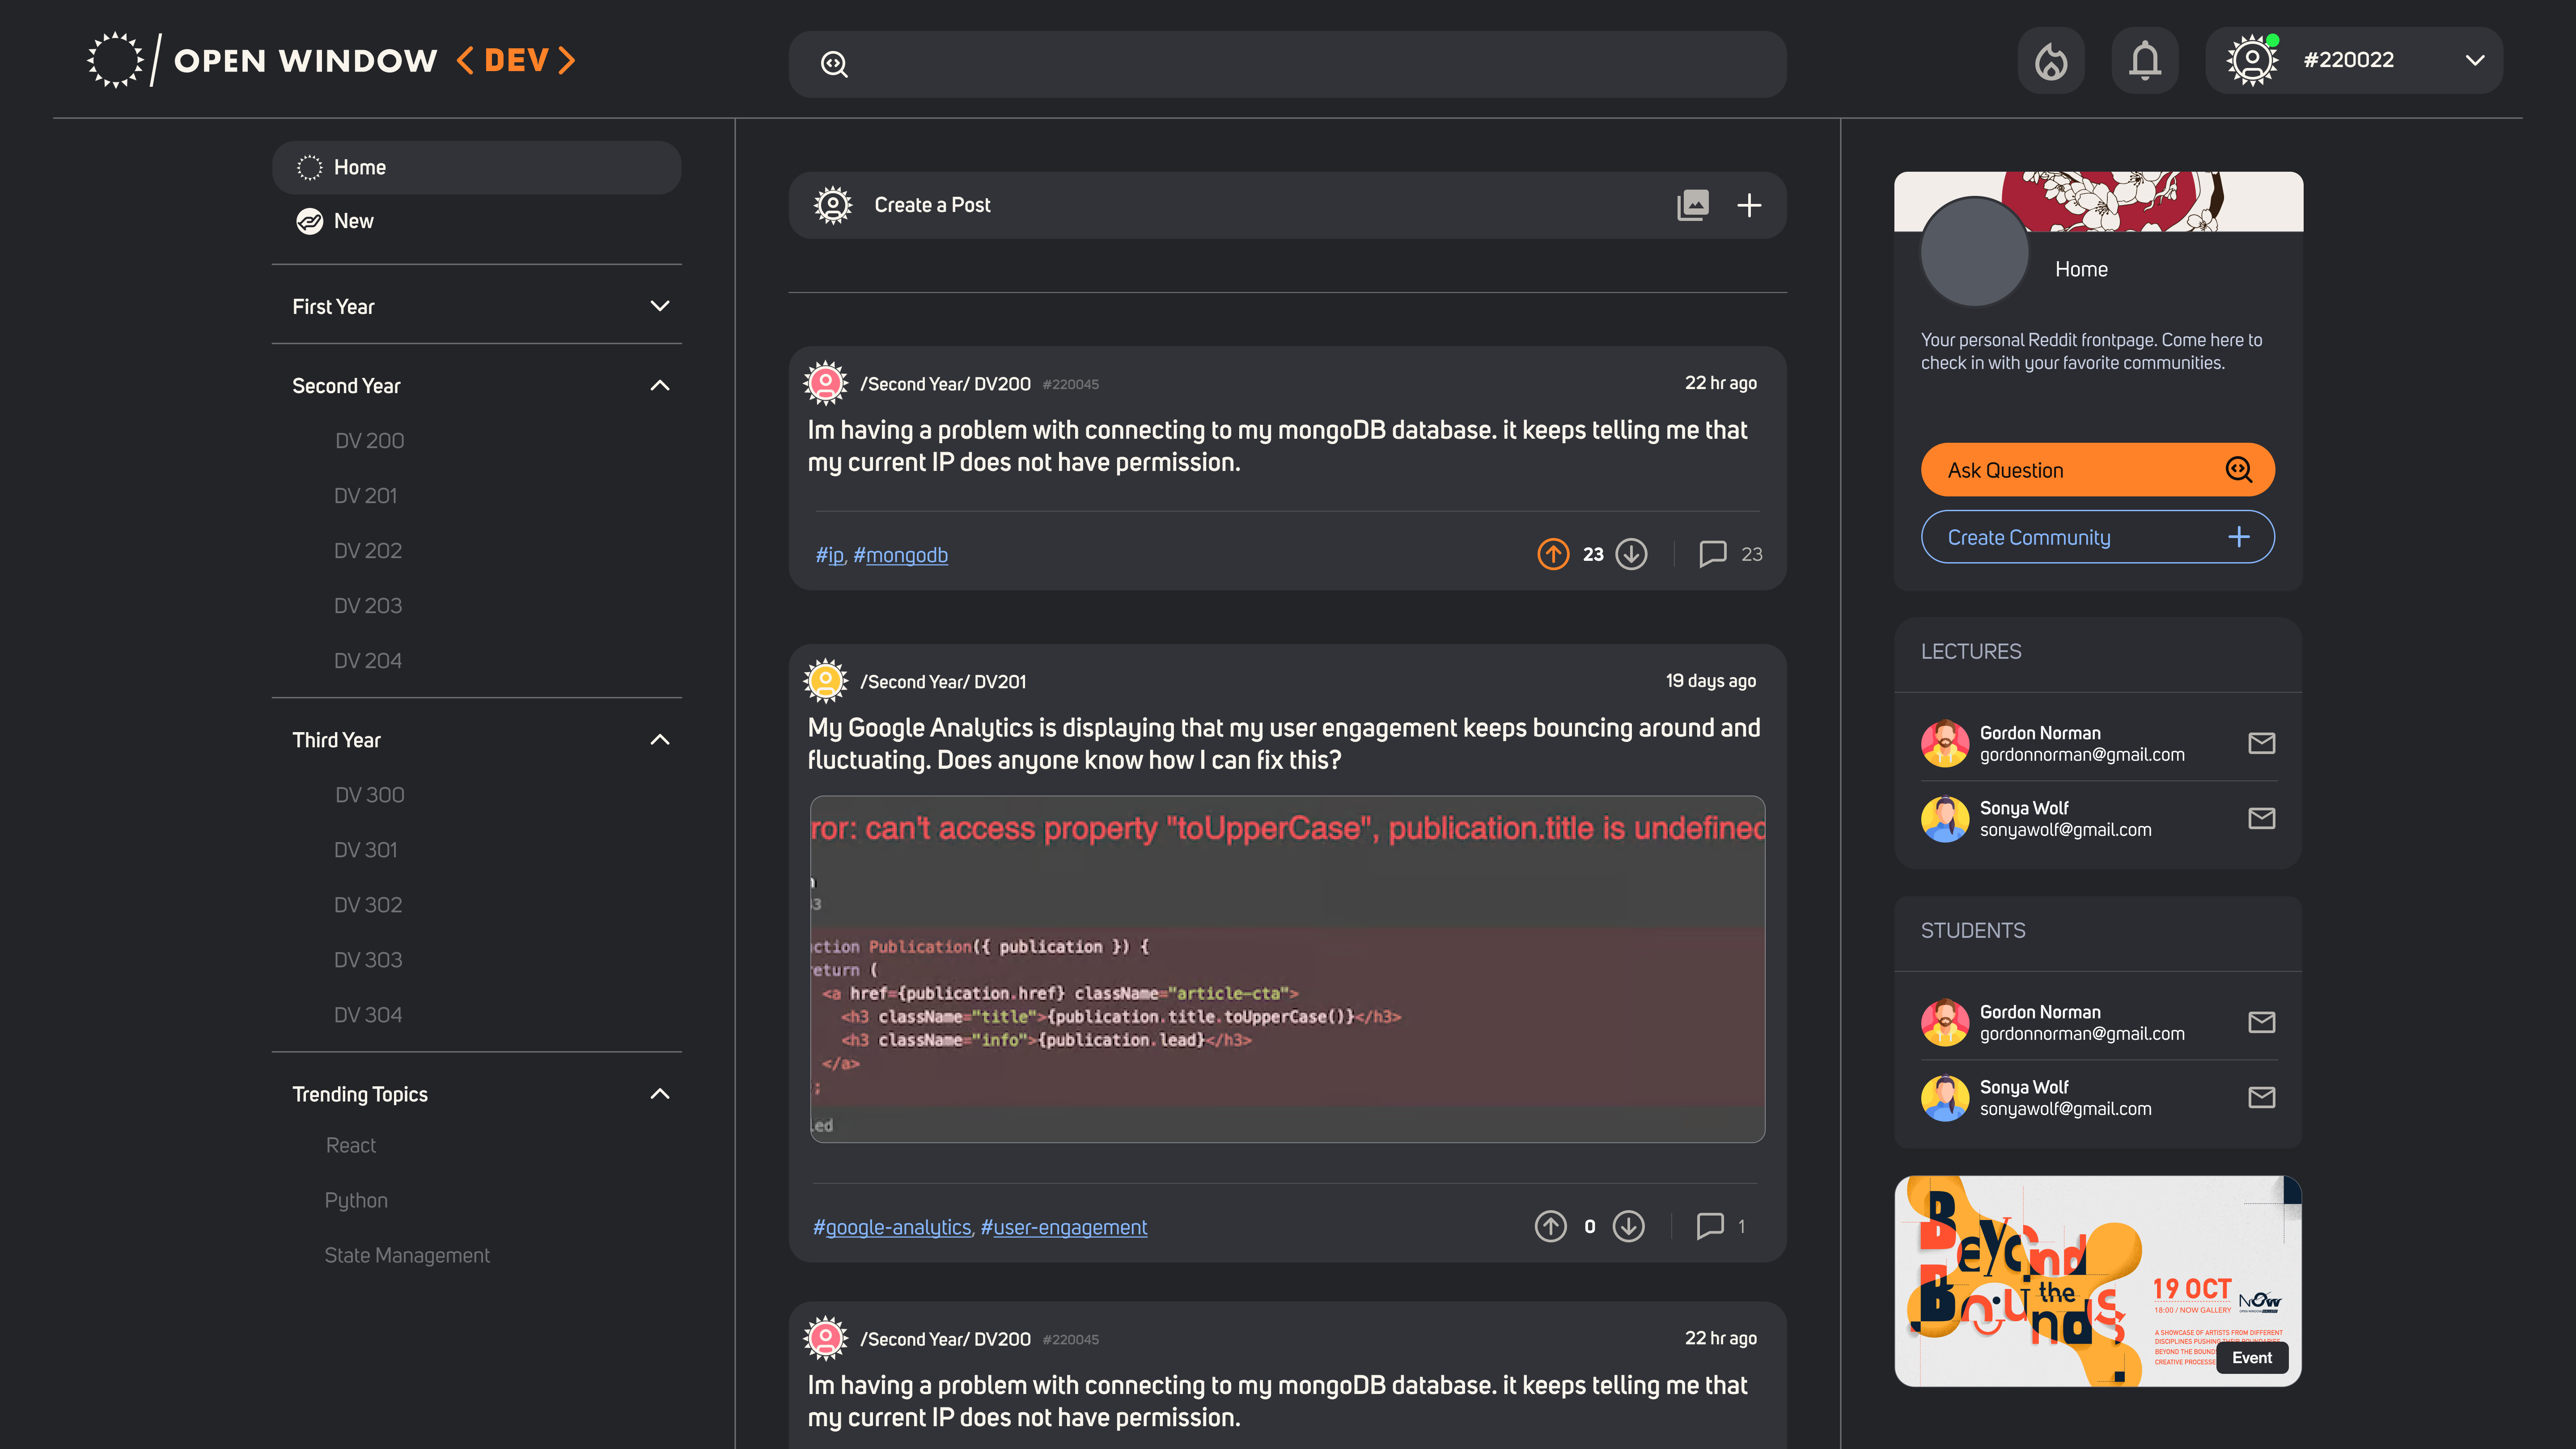 OPEN WINDOW < DEV >
#220022
Home
New
First Year
Second Year
DV 200
DV 201
DV 202
DV 203
DV 204
Third Year
DV 300
DV 301
DV 302
DV 303
DV 304
Trending Topics
React
Python
State Management
Create a Post
/Second Year/ DV200 #220045 22 hr ago
Im having a problem with connecting to my mongoDB database. it keeps telling me that
my current IP does not have permission.
#ip, #mongodb 23 23
/Second Year/ DV201 19 days ago
My Google Analytics is displaying that my user engagement keeps bouncing around and
fluctuating. Does anyone know how I can fix this?
ror: can't access property "toUpperCase", publication.title is undefined
ction Publication({ publication }) {
return (
<a href={publication.href} className="article-cta">
<h3 className="title">{publication.title.toUpperCase()}</h3>
<h3 className="info">{publication.lead}</h3>
</a>
;
led
#google-analytics, #user-engagement 0 1
/Second Year/ DV200 #220045 22 hr ago
Im having a problem with connecting to my mongoDB database. it keeps telling me that
my current IP does not have permission.
Home
Your personal Reddit frontpage. Come here to
check in with your favorite communities.
Ask Question
Create Community
LECTURES
Gordon Norman
gordonnorman@gmail.com
Sonya Wolf
sonyawolf@gmail.com
STUDENTS
Gordon Norman
gordonnorman@gmail.com
Sonya Wolf
sonyawolf@gmail.com
Beyond
the
Bounds
19 OCT
18:00 / NOW GALLERY
NOW
A SHOWCASE OF ARTISTS FROM DIFFERENT
DISCIPLINES PUSHING THEIR BOUNDARIES
BEYOND THE BOUND
CREATIVE PROCESSE
Event